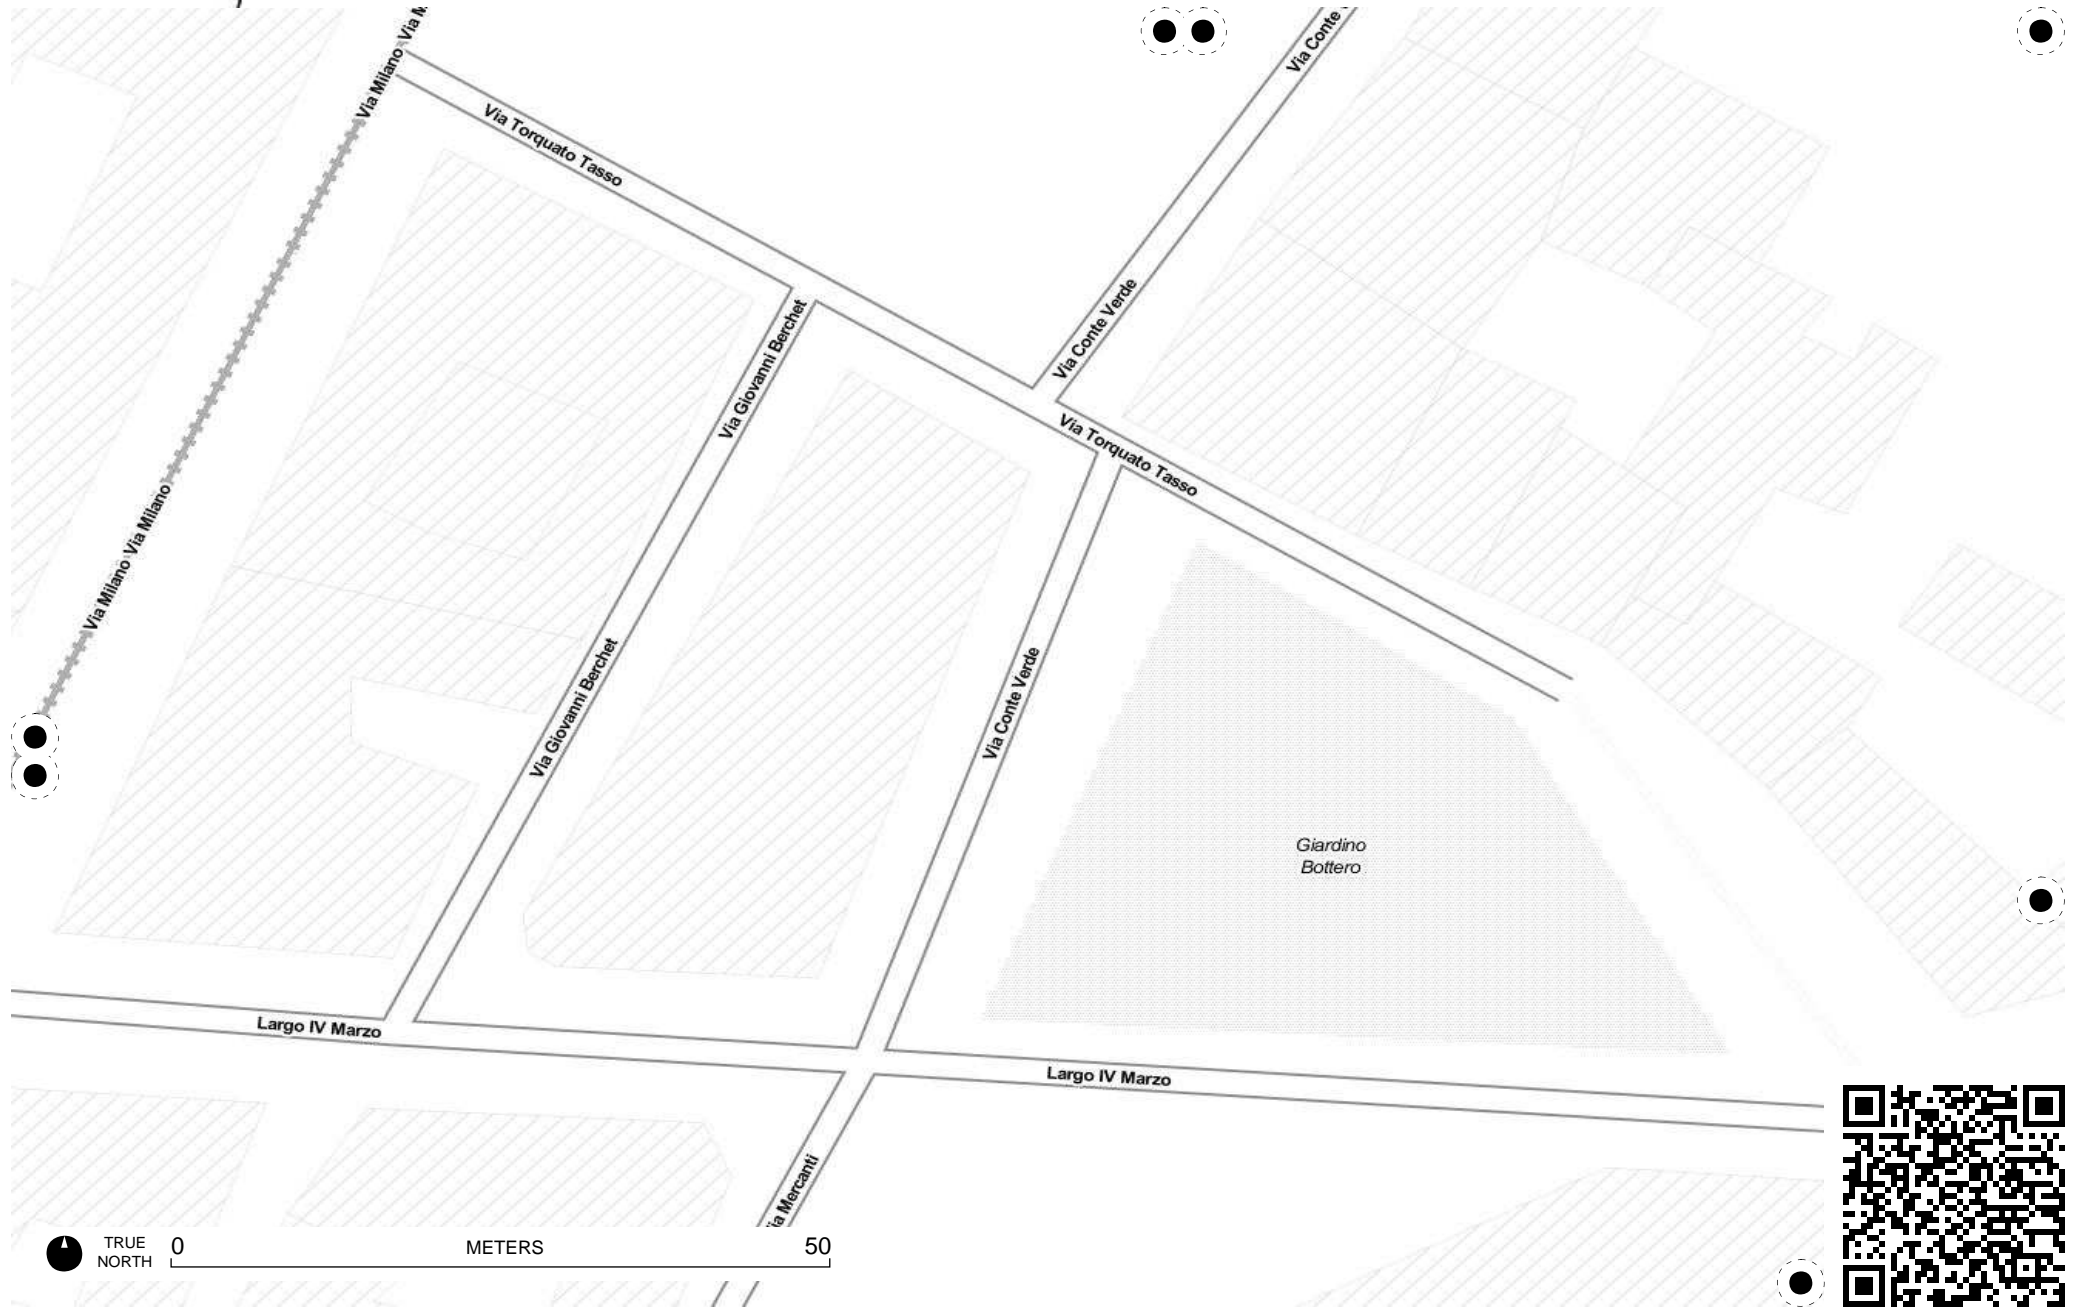 Via Milano
Via M
Via Torquato Tasso
Via Conte
Via Conte Verde
Via Giovanni Berchet
Via Torquato Tasso
Via Milano
Via Milano
Via Giovanni Berchet
Via Conte Verde
Giardino
Bottero
Largo IV Marzo
Largo IV Marzo
ia Mercanti
TRUE
NORTH
0
METERS
50